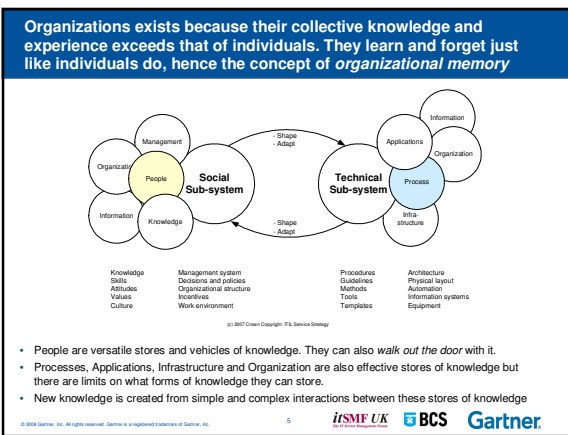 Organizations exists because their collective knowledge and
experience exceeds that of individuals. They learn and forget just
like individuals do, hence the concept of organizational memory
Management
Organizatio
People
Information
Knowledge
Social
Sub-system
- Shape
- Adapt
- Shape
- Adapt
Technical
Sub-system
Information
Applications
Organization
Process
Infra-
structure
Knowledge
Skills
Attitudes
Values
Culture
Management system
Decisions and policies
Organizational structure
Incentives
Work environment
Procedures
Guidelines
Methods
Tools
Templates
Architecture
Physical layout
Automation
Information systems
Equipment
(c) 2007 Crown Copyright. ITIL Service Strategy
• People are versatile stores and vehicles of knowledge. They can also walk out the door with it.
• Processes, Applications, Infrastructure and Organization are also effective stores of knowledge but
there are limits on what forms of knowledge they can store.
• New knowledge is created from simple and complex interactions between these stores of knowledge
© 2008 Gartner, Inc. All rights reserved. Gartner is a registered trademark of Gartner, Inc.
5
itSMF UK
The IT Service Management Forum
BCS
Gartner